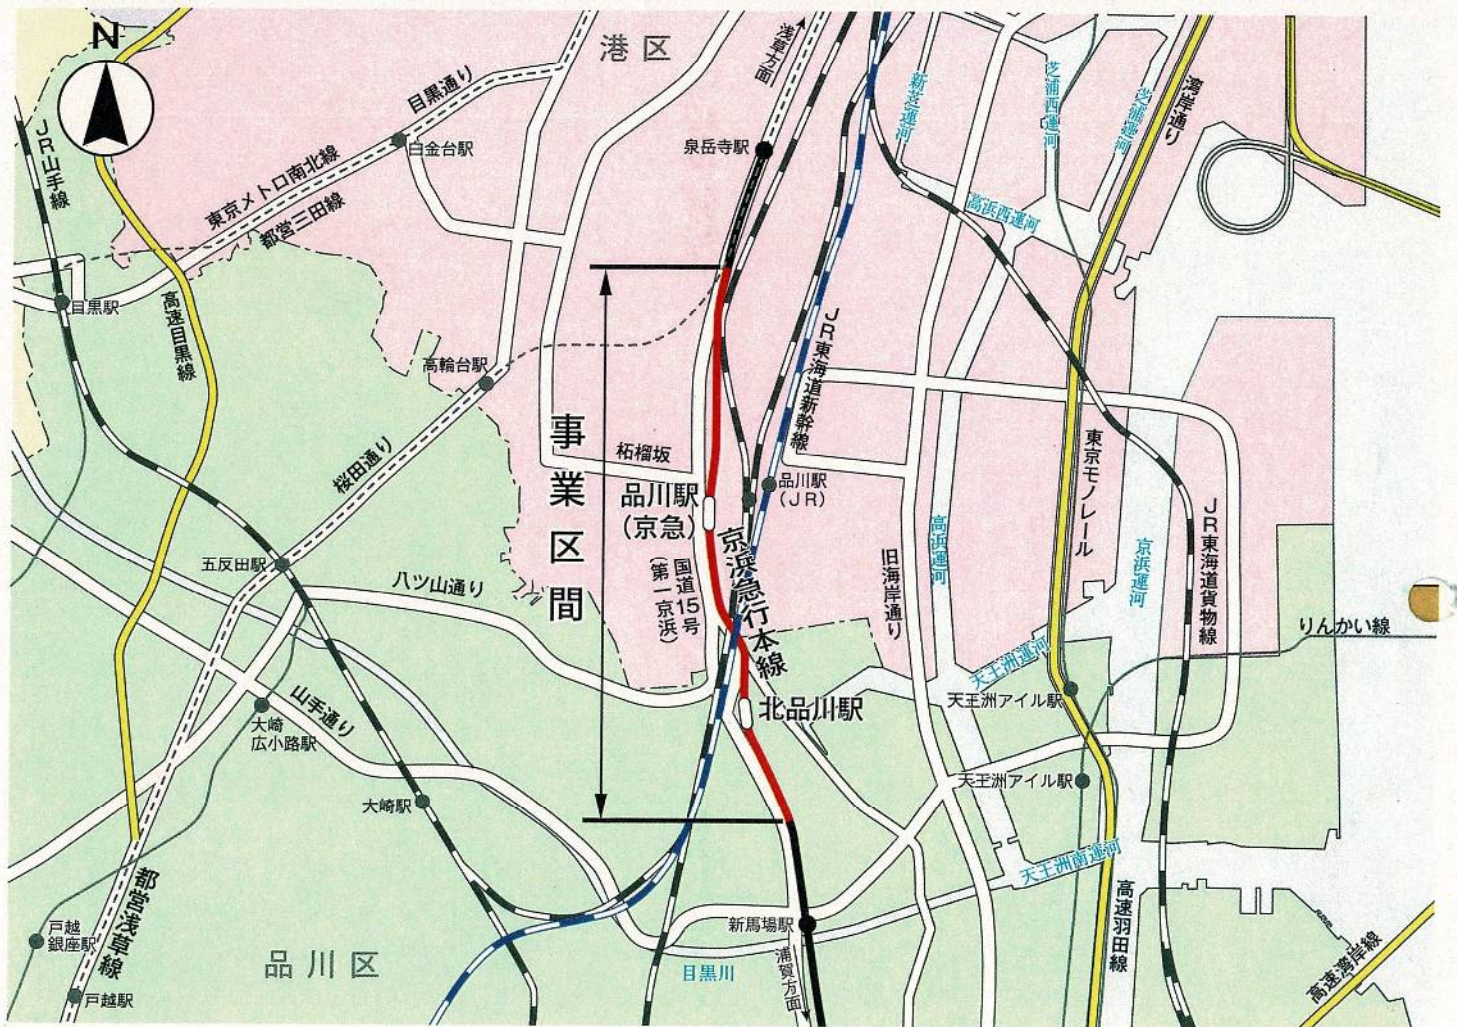 N
港区
浅草方面
目黒通り
新芝運河
芝浦西運河
芝浦運河
湾岸通り
JR山手線
白金台駅
泉岳寺駅
東京メトロ南北線
都営三田線
高浜西運河
目黒駅
高速目黒線
高輪台駅
JR東海道新幹線
事業区間
桜田通り
柘榴坂
東京モノレール
品川駅
(京急)
品川駅
(JR)
JR東海道貨物線
京浜急行本線
高浜運河
京浜運河
国道15号
(第一京浜)
旧海岸通り
五反田駅
八ツ山通り
りんかい線
天王洲運河
山手通り
北品川駅
天王洲アイル駅
大崎
広小路駅
天王洲アイル駅
大崎駅
天王洲南運河
都営浅草線
高速羽田線
新馬場駅
戸越
銀座駅
品川区
目黒川
浦賀方面
高速湾岸線
戸越駅